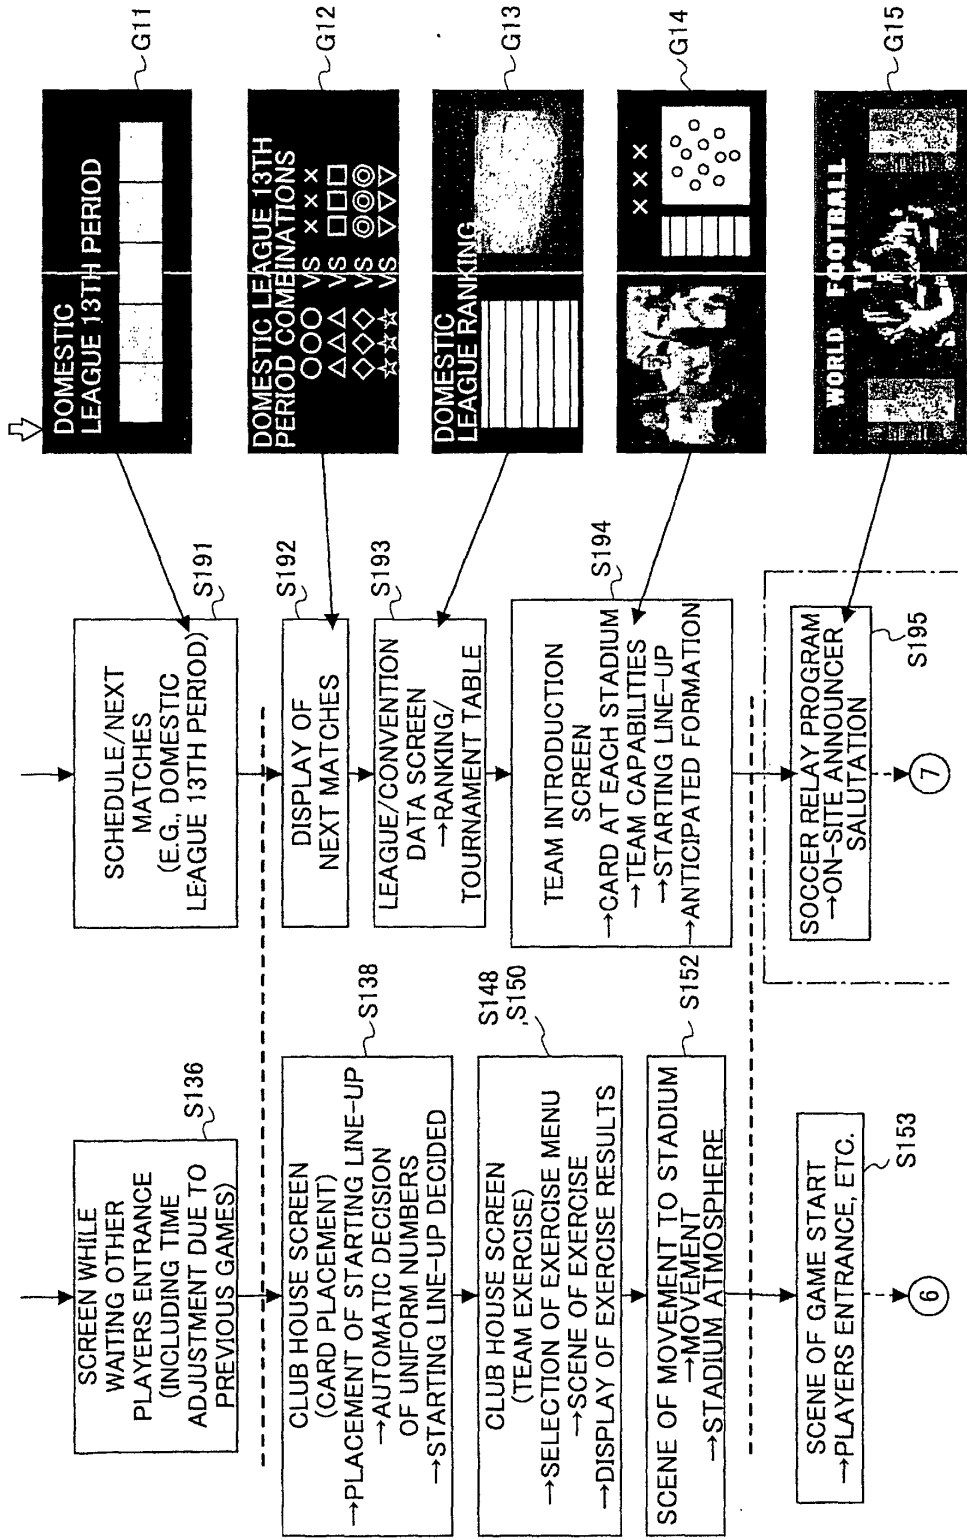 SCREEN WHILE
WAITING OTHER
PLAYERS ENTRANCE
(INCLUDING TIME
ADJUSTMENT DUE TO
PREVIOUS GAMES)
S136
CLUB HOUSE SCREEN
(CARD PLACEMENT)
→PLACEMENT OF STARTING LINE-UP
→AUTOMATIC DECISION
OF UNIFORM NUMBERS
→STARTING LINE-UP DECIDED
S138
CLUB HOUSE SCREEN
(TEAM EXERCISE)
→SELECTION OF EXERCISE MENU
→SCENE OF EXERCISE
→DISPLAY OF EXERCISE RESULTS
S148
,S150
SCENE OF MOVEMENT TO STADIUM
→MOVEMENT
→STADIUM ATMOSPHERE
S152
SCENE OF GAME START
→PLAYERS ENTRANCE, ETC.
S153
6
SCHEDULE/NEXT
MATCHES
(E.G., DOMESTIC
LEAGUE 13TH PERIOD)
S191
DISPLAY OF
NEXT MATCHES
S192
LEAGUE/CONVENTION
DATA SCREEN
→RANKING/
TOURNAMENT TABLE
S193
TEAM INTRODUCTION
SCREEN
→CARD AT EACH STADIUM
→TEAM CAPABILITIES
→STARTING LINE-UP
→ANTICIPATED FORMATION
S194
SOCCER RELAY PROGRAM
→ON-SITE ANNOUNCER
SALUTATION
S195
7
DOMESTIC
LEAGUE 13TH PERIOD
G11
DOMESTIC LEAGUE 13TH
PERIOD COMBINATIONS
○○○ VS ×××
△△△ VS □□□
◇◇◇ VS ◎◎◎
☆☆☆ VS ▽▽▽
G12
DOMESTIC
LEAGUE RANKING
G13
×××
G14
WORLD FOOTBALL
TV
G15